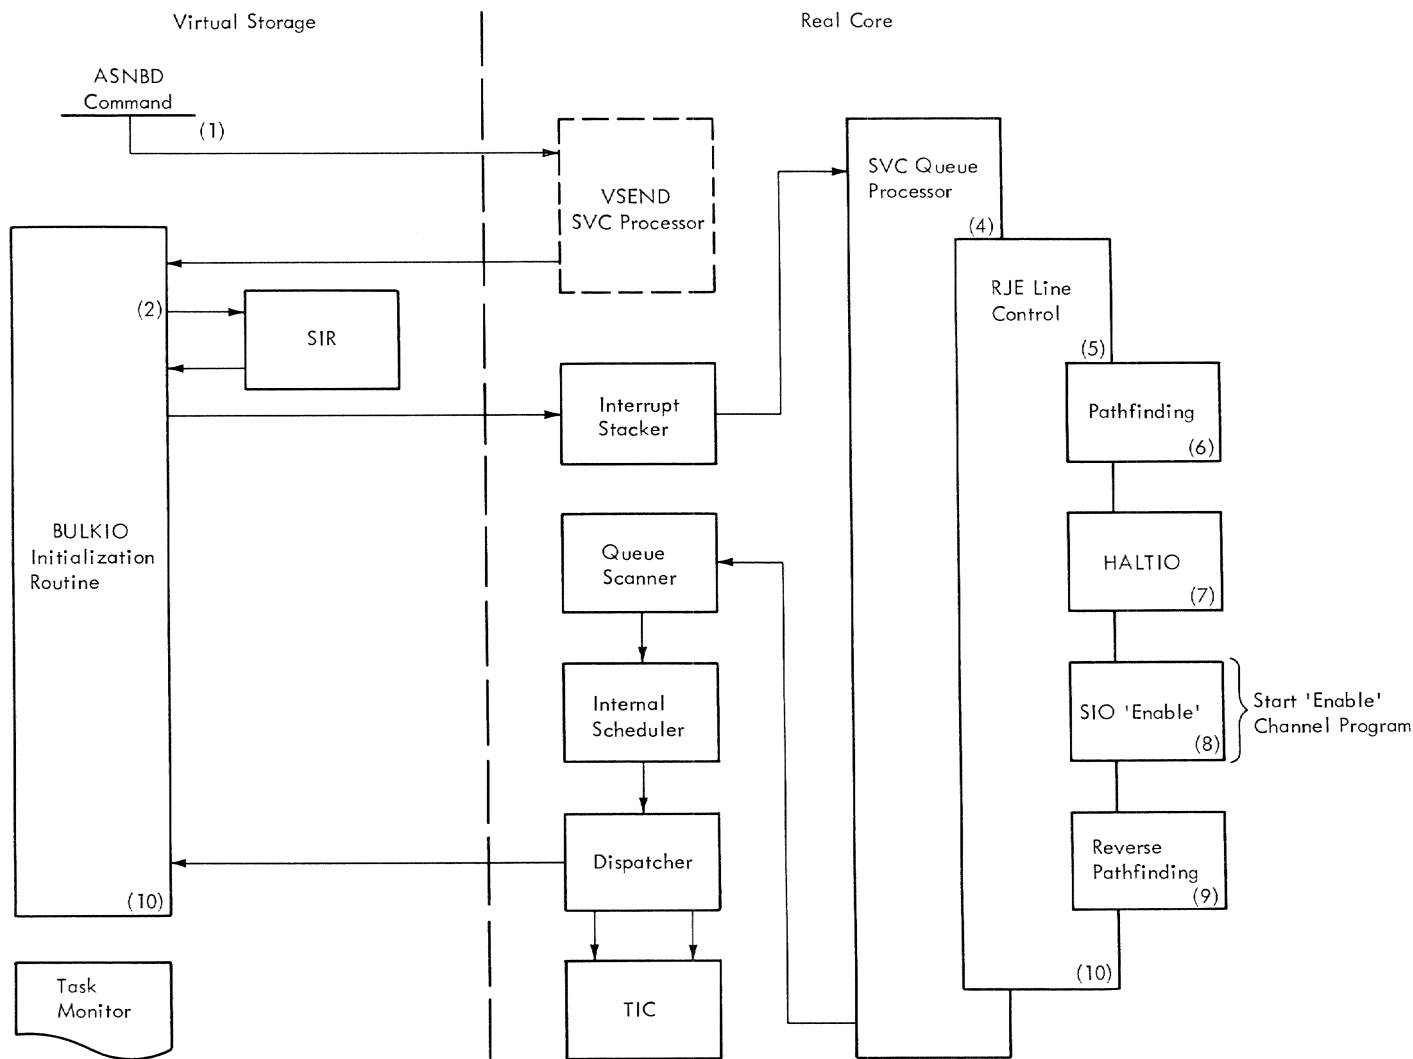 Virtual Storage
Real Core
ASNBD
Command
(1)
VSEND
SVC Processor
SVC Queue
Processor
(4)
(2)
SIR
RJE Line
Control
(5)
Interrupt
Stacker
Pathfinding
(6)
BULKIO
Initialization
Routine
Queue
Scanner
HALTIO
(7)
Internal
Scheduler
SIO 'Enable'
(8)
Start 'Enable'
Channel Program
Dispatcher
Reverse
Pathfinding
(9)
(10)
(10)
Task
Monitor
TIC